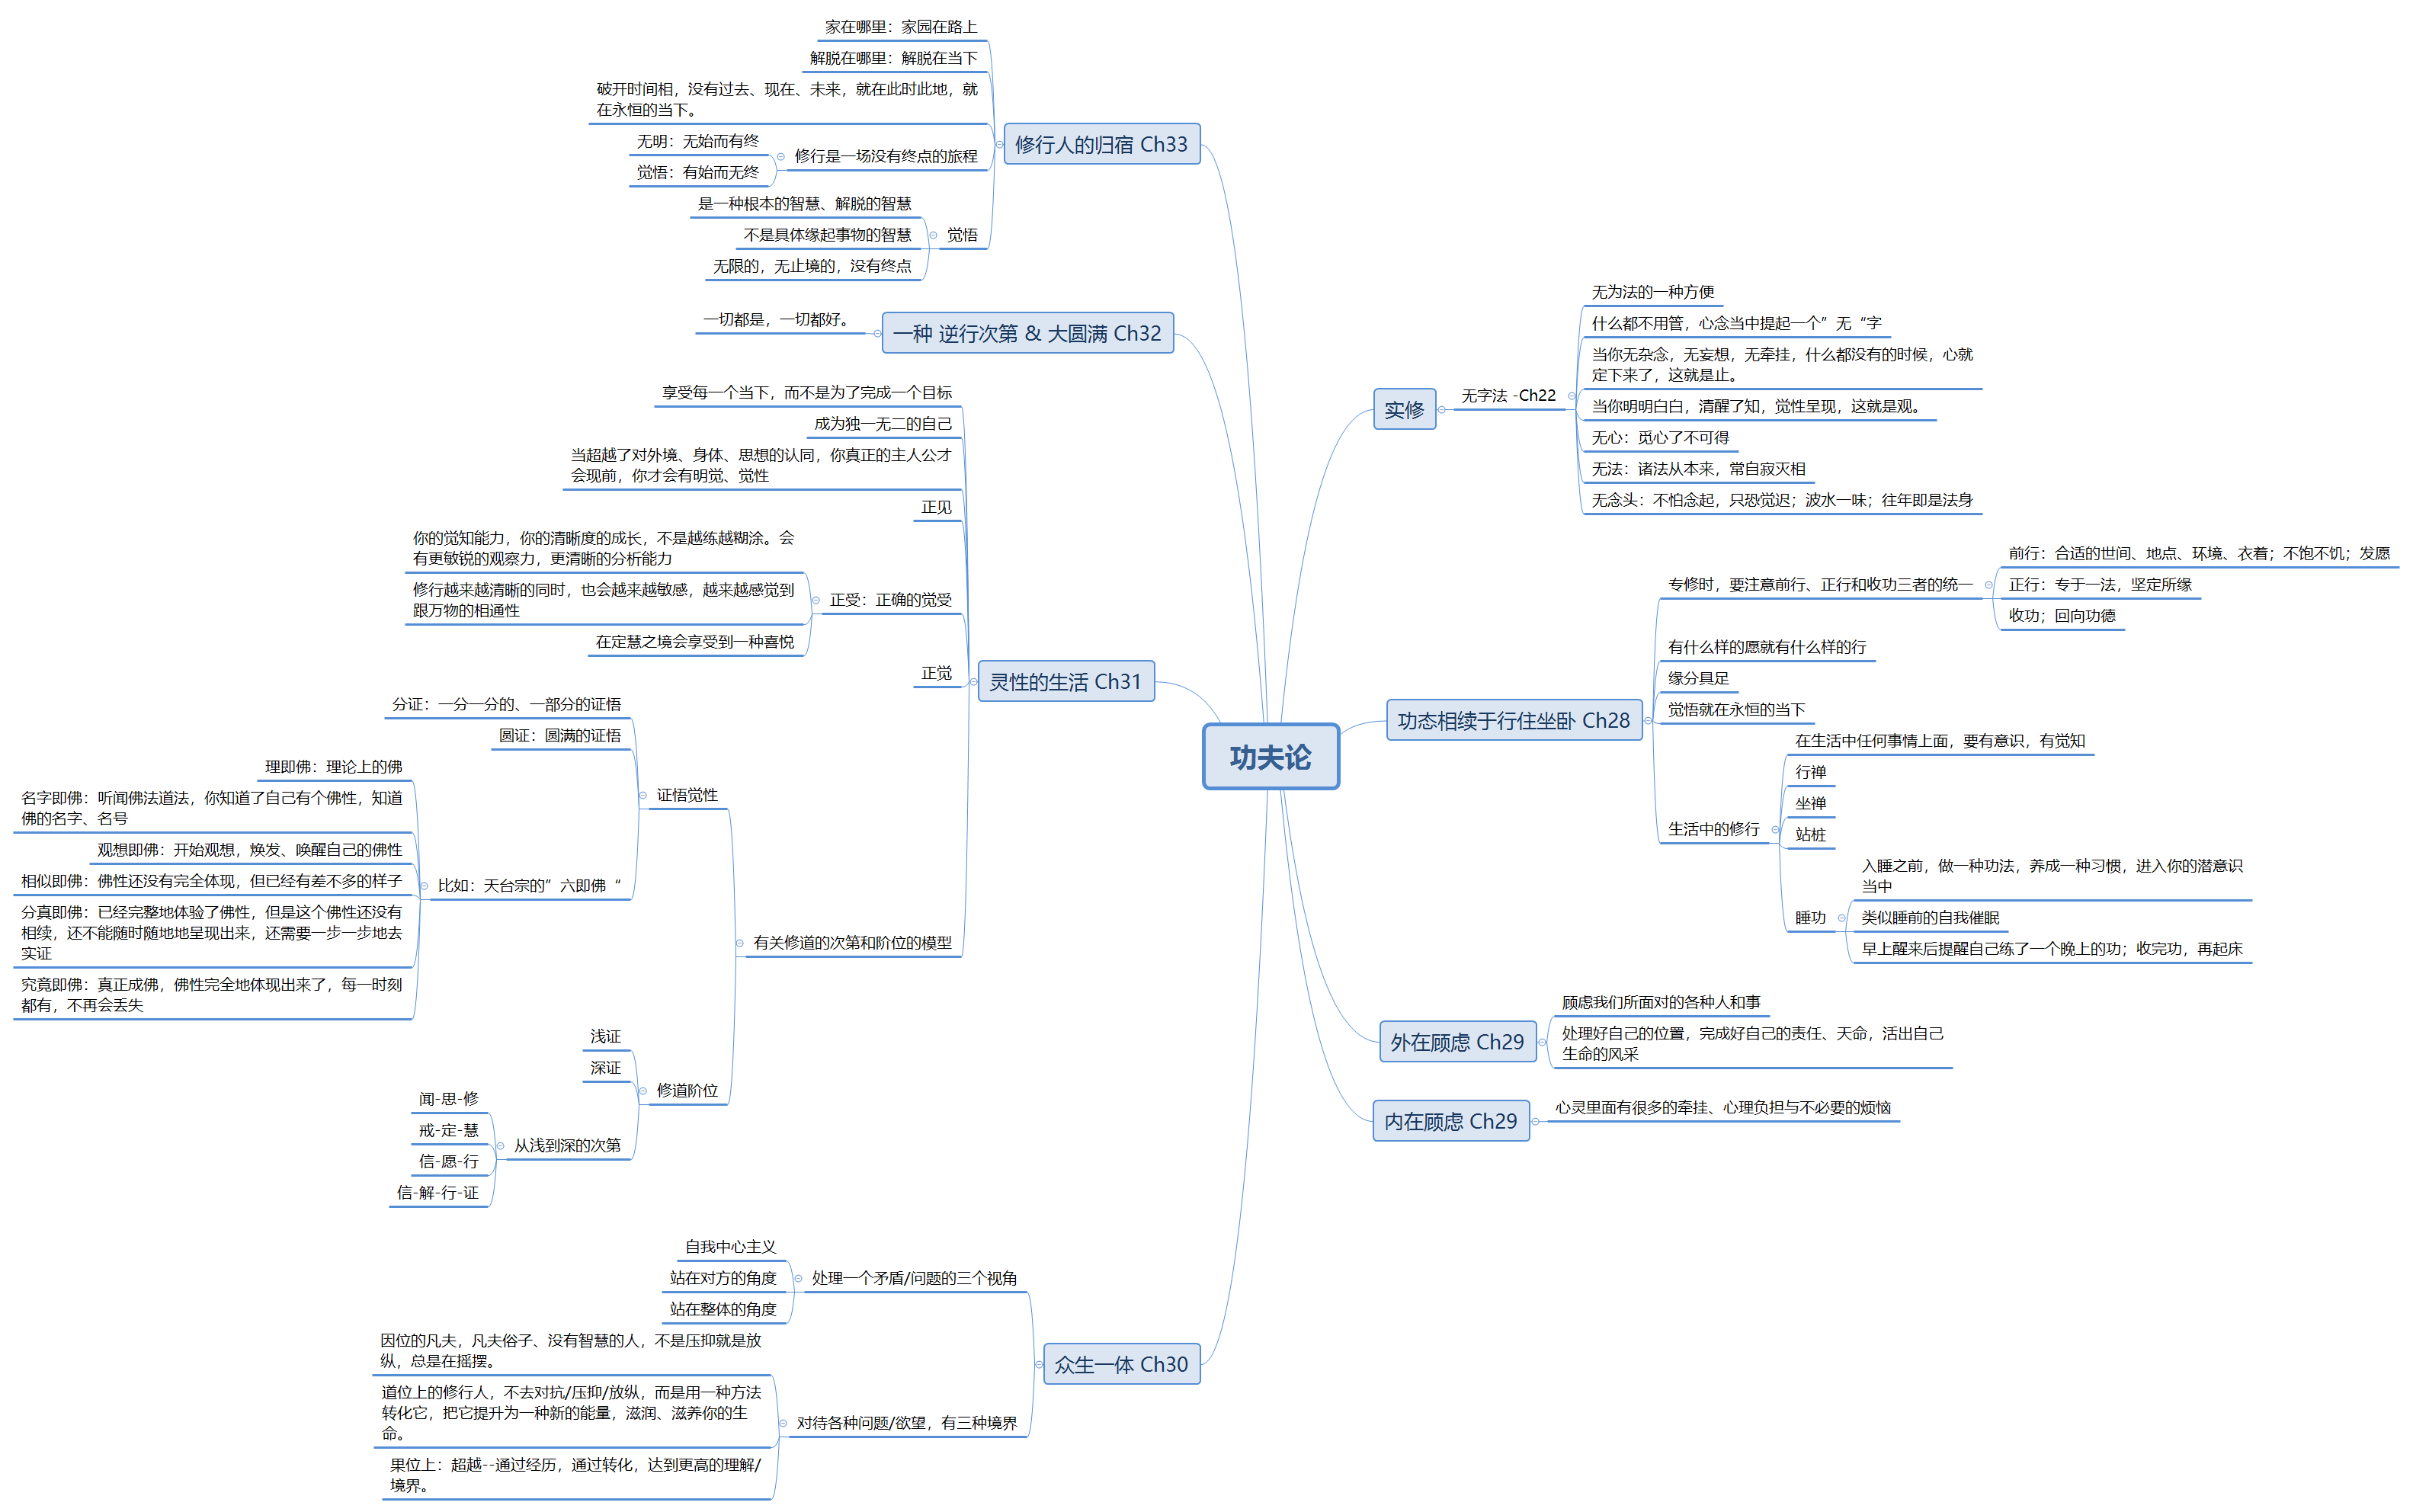 功夫论
实修
无字法 -Ch22
无为法的一种方便
什么都不用管，心念当中提起一个”无“字
当你无杂念，无妄想，无牵挂，什么都没有的时候，心就
定下来了，这就是止。
当你明明白白，清醒了知，觉性呈现，这就是观。
无心：觅心了不可得
无法：诸法从本来，常自寂灭相
无念头：不怕念起，只恐觉迟；波水一味；往年即是法身
功态相续于行住坐卧 Ch28
专修时，要注意前行、正行和收功三者的统一
前行：合适的世间、地点、环境、衣着；不饱不饥；发愿
正行：专于一法，坚定所缘
收功；回向功德
有什么样的愿就有什么样的行
缘分具足
觉悟就在永恒的当下
生活中的修行
在生活中任何事情上面，要有意识，有觉知
行禅
坐禅
站桩
睡功
入睡之前，做一种功法，养成一种习惯，进入你的潜意识
当中
类似睡前的自我催眠
早上醒来后提醒自己练了一个晚上的功；收完功，再起床
外在顾虑 Ch29
顾虑我们所面对的各种人和事
处理好自己的位置，完成好自己的责任、天命，活出自己
生命的风采
内在顾虑 Ch29
心灵里面有很多的牵挂、心理负担与不必要的烦恼
众生一体 Ch30
处理一个矛盾/问题的三个视角
自我中心主义
站在对方的角度
站在整体的角度
对待各种问题/欲望，有三种境界
因位的凡夫，凡夫俗子、没有智慧的人，不是压抑就是放
纵，总是在摇摆。
道位上的修行人，不去对抗/压抑/放纵，而是用一种方法
转化它，把它提升为一种新的能量，滋润、滋养你的生
命。
果位上：超越--通过经历，通过转化，达到更高的理解/
境界。
灵性的生活 Ch31
享受每一个当下，而不是为了完成一个目标
成为独一无二的自己
当超越了对外境、身体、思想的认同，你真正的主人公才
会现前，你才会有明觉、觉性
正见
正受：正确的觉受
你的觉知能力，你的清晰度的成长，不是越练越糊涂。会
有更敏锐的观察力，更清晰的分析能力
修行越来越清晰的同时，也会越来越敏感，越来越感觉到
跟万物的相通性
在定慧之境会享受到一种喜悦
正觉
有关修道的次第和阶位的模型
证悟觉性
分证：一分一分的、一部分的证悟
圆证：圆满的证悟
比如：天台宗的”六即佛“
理即佛：理论上的佛
名字即佛：听闻佛法道法，你知道了自己有个佛性，知道
佛的名字、名号
观想即佛：开始观想，焕发、唤醒自己的佛性
相似即佛：佛性还没有完全体现，但已经有差不多的样子
分真即佛：已经完整地体验了佛性，但是这个佛性还没有
相续，还不能随时随地地呈现出来，还需要一步一步地去
实证
究竟即佛：真正成佛，佛性完全地体现出来了，每一时刻
都有，不再会丢失
修道阶位
浅证
深证
从浅到深的次第
闻-思-修
戒-定-慧
信-愿-行
信-解-行-证
一种 逆行次第 & 大圆满 Ch32
一切都是，一切都好。
修行人的归宿 Ch33
家在哪里：家园在路上
解脱在哪里：解脱在当下
破开时间相，没有过去、现在、未来，就在此时此地，就
在永恒的当下。
修行是一场没有终点的旅程
无明：无始而有终
觉悟：有始而无终
觉悟
是一种根本的智慧、解脱的智慧
不是具体缘起事物的智慧
无限的，无止境的，没有终点